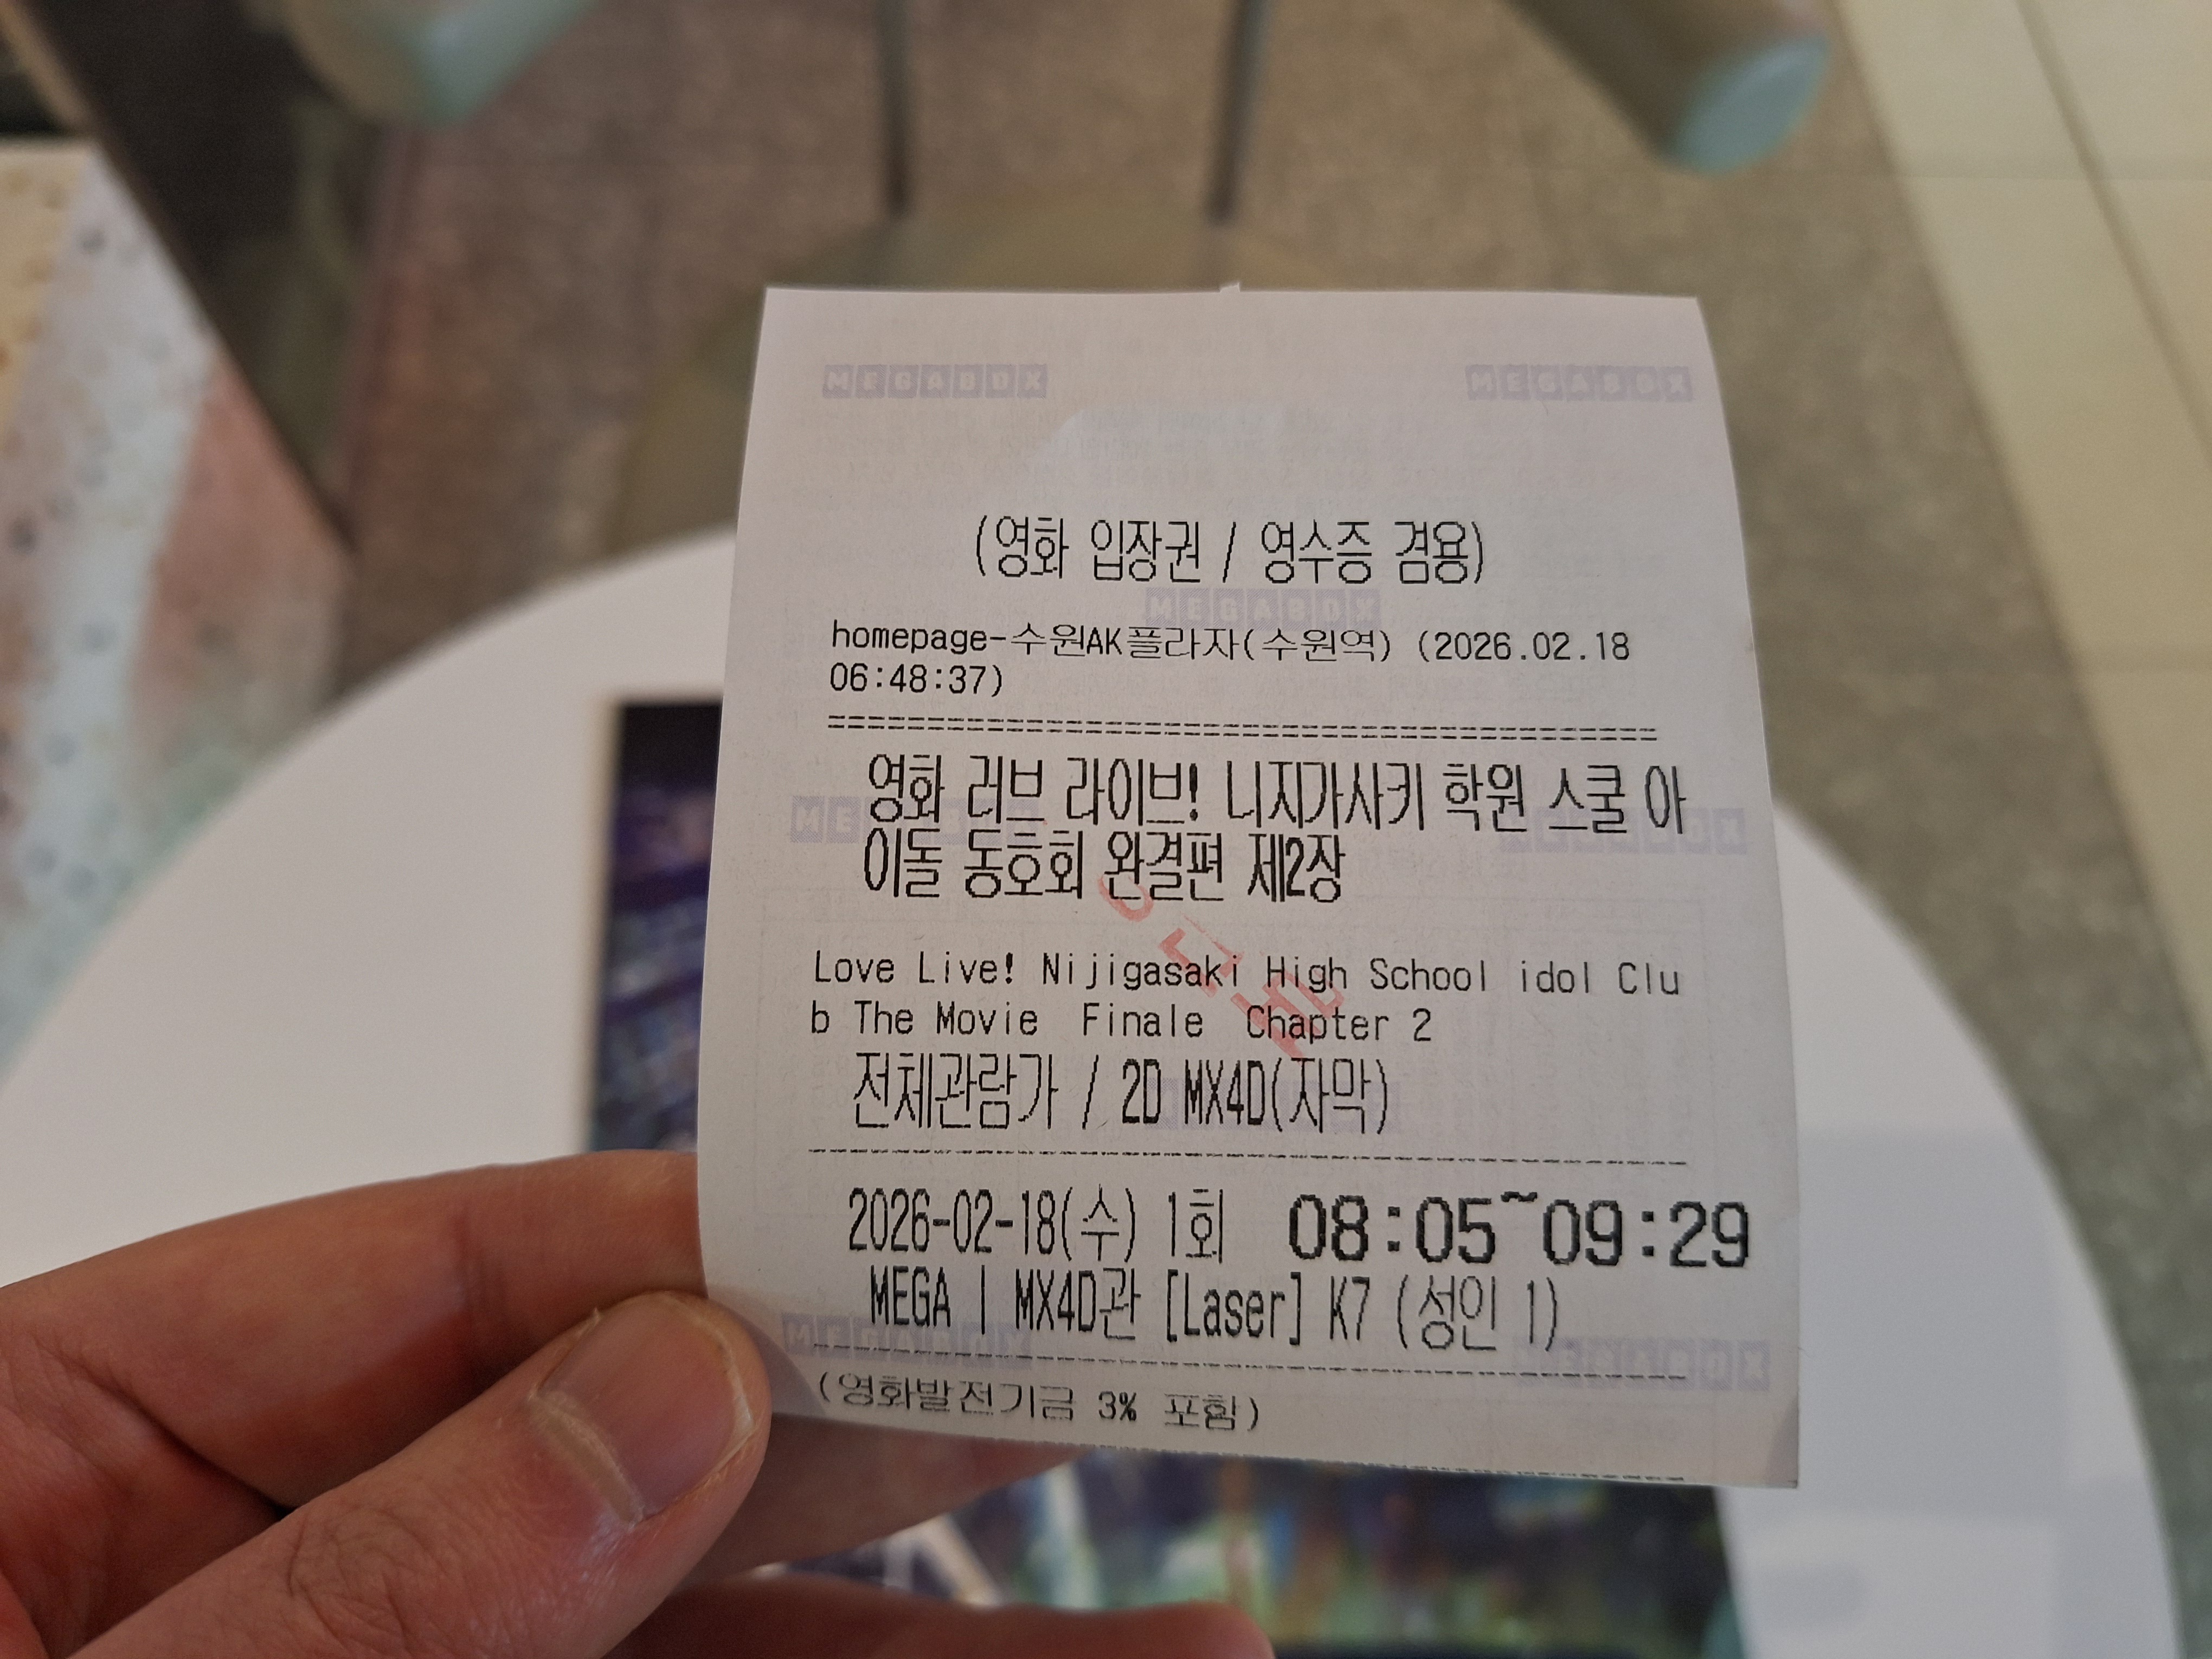 MEGABOX MEGABOX
(영화 입장권 / 영수증 겸용)
MEGABOX
homepage-수원AK플라자(수원역) (2026.02.18
06:48:37)
영화 러브 라이브! 니지가사키 학원 스쿨 아
이돌 동호회 완결편 제2장
Love Live! Nijigasaki High School idol Clu
b The Movie  Finale  Chapter 2
전체관람가 / 2D MX4D(자막)
2026-02-18(수) 1회 08:05~09:29
MEGA | MX4D관 [Laser] K7 (성인 1)
MEGABOX MEGABOX
(영화발전기금 3% 포함)